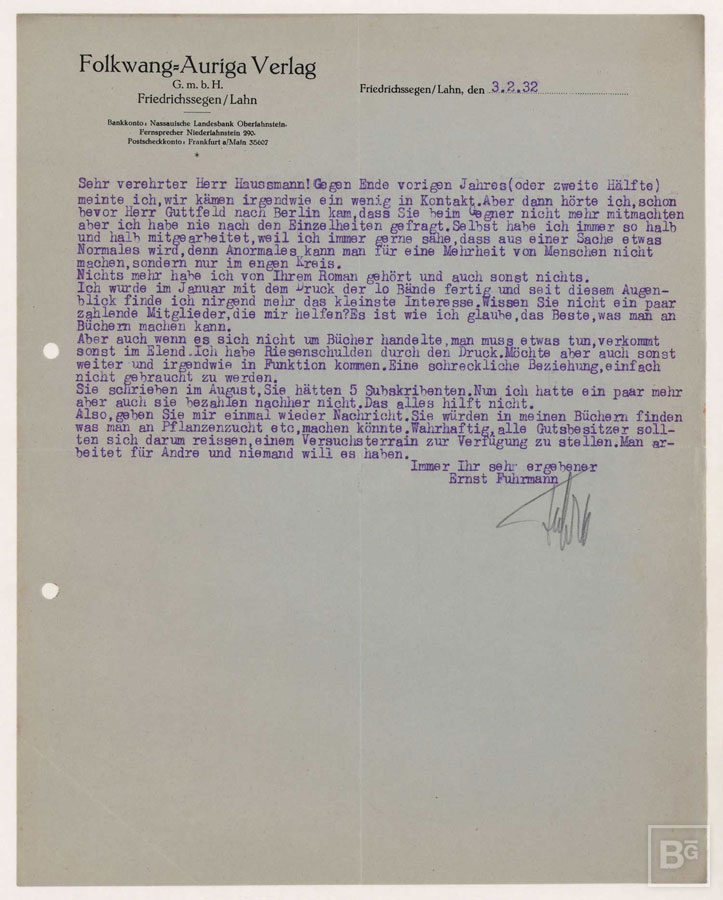 Folkwang=Auriga Verlag
G. m. b. H.
Friedrichssegen/Lahn
Bankkonto: Nassauische Landesbank Oberlahnstein.
Fernsprecher Niederlahnstein 290.
Postscheckkonto: Frankfurt a/Main 35607
*
Friedrichssegen/Lahn, den 3.2.32
Sehr verehrter Herr Haussmann!Gegen Ende vorigen Jahres(oder zweite Hälfte)
meinte ich,wir kämen irgendwie ein wenig in Kontakt.Aber dann hörte ich,schon
bevor Herr Guttfeld nach Berlin kam,dass Sie beim Gegner nicht mehr mitmachten
aber ich habe nie nach den Einzelheiten gefragt.Selbst habe ich immer so halb
und halb mitgearbeitet,weil ich immer gerne sähe,dass aus einer Sache etwas
Normales wird,denn Anormales kann man für eine Mehrheit von Menschen nicht
machen,sondern nur im engen Kreis.
Nichts mehr habe ich von Ihrem Roman gehört und auch sonst nichts.
Ich wurde im Januar mit dem Druck der 10 Bände fertig und seit diesem Augen-
blick finde ich nirgend mehr das kleinste Interesse.Wissen Sie nicht ein paar
zahlende Mitglieder,die mir helfen?Es ist wie ich glaube,das Beste,was man an
Büchern machen kann.
Aber auch wenn es sich nicht um Bücher handelte,man muss etwas tun,verkommt
sonst im Elend.Ich habe Riesenschulden durch den Druck.Möchte aber auch sonst
weiter und irgendwie in Funktion kommen.Eine schreckliche Beziehung,einfach
nicht gebraucht zu werden.
Sie schrieben im August,Sie hätten 5 Subskribenten.Nun ich hatte ein paar mehr
aber auch sie bezahlen nachher nicht.Das alles hilft nicht.
Also,geben Sie mir einmal wieder Nachricht.Sie würden in meinen Büchern finden
was man an Pflanzenzucht etc,machen könnte.Wahrhaftig,alle Gutsbesitzer soll-
ten sich darum reissen,einem Versuchsterrain zur Verfügung zu stellen.Man ar-
beitet für Andre und niemand will es haben.
Immer Ihr sehr ergebener
Ernst Fuhrmann
BG